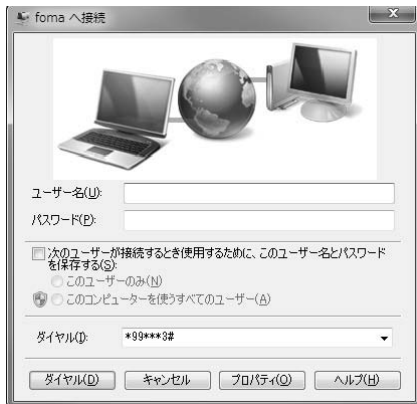 foma へ接続
ユーザー名(U):
パスワード(P):
次のユーザーが接続するとき使用するために、このユーザー名とパスワード
を保存する(S):
このユーザーのみ(N)
このコンピューターを使うすべてのユーザー(A)
ダイヤル(I): *99***3#
ダイヤル(D) キャンセル プロパティ(O) ヘルプ(H)